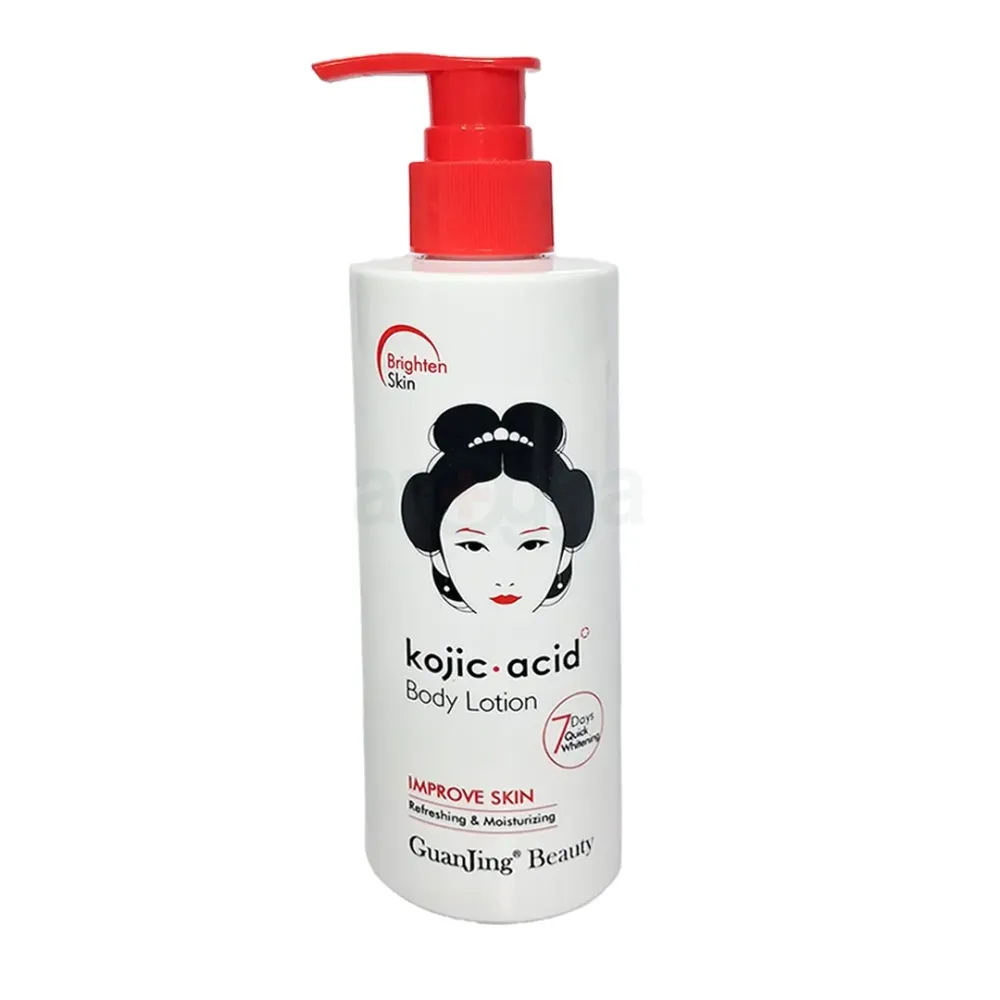 Brighten
Skin
kojic·acid
Body Lotion
7 Days
Quick
Whitening
IMPROVE SKIN
Refreshing & Moisturizing
GuanJing® Beauty